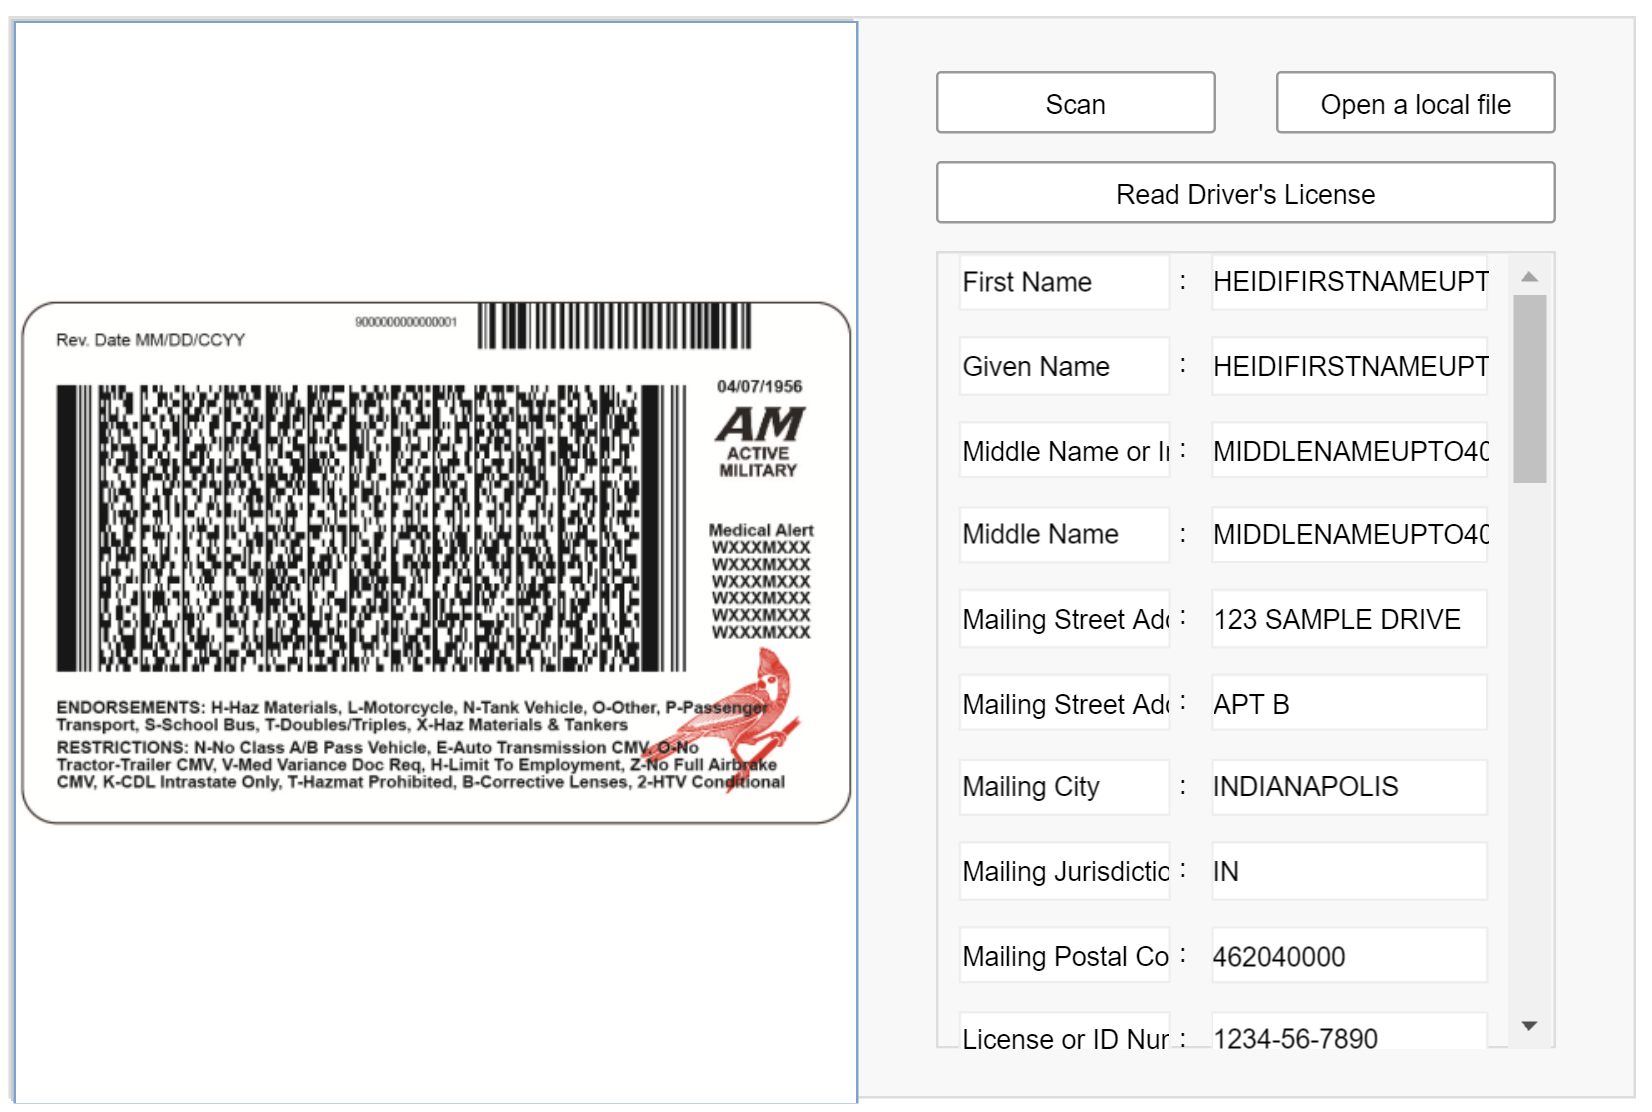 Rev. Date MM/DD/CCYY
9000000000000001
04/07/1956
AM
ACTIVE
MILITARY
Medical Alert
WXXXMXXX
WXXXMXXX
WXXXMXXX
WXXXMXXX
WXXXMXXX
WXXXMXXX
ENDORSEMENTS: H-Haz Materials, L-Motorcycle, N-Tank Vehicle, O-Other, P-Passenger
Transport, S-School Bus, T-Doubles/Triples, X-Haz Materials & Tankers
RESTRICTIONS: N-No Class A/B Pass Vehicle, E-Auto Transmission CMV, O-No
Tractor-Trailer CMV, V-Med Variance Doc Req, H-Limit To Employment, Z-No Full Airbrake
CMV, K-CDL Intrastate Only, T-Hazmat Prohibited, B-Corrective Lenses, 2-HTV Conditional
Scan
Open a local file
Read Driver's License
First Name : HEIDIFIRSTNAMEUPT
Given Name : HEIDIFIRSTNAMEUPT
Middle Name or In : MIDDLENAMEUPTO40
Middle Name : MIDDLENAMEUPTO40
Mailing Street Add : 123 SAMPLE DRIVE
Mailing Street Add : APT B
Mailing City : INDIANAPOLIS
Mailing Jurisdictio : IN
Mailing Postal Co : 462040000
License or ID Nur : 1234-56-7890